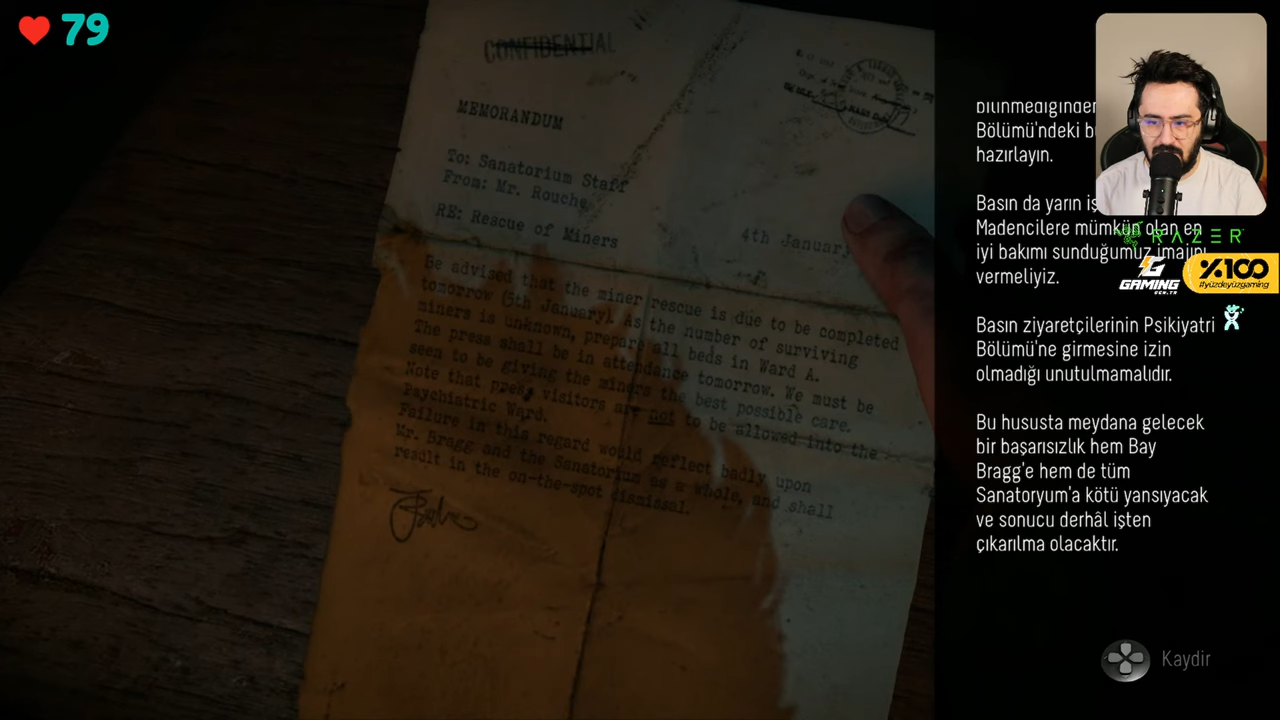 79
CONFIDENTIAL
MEMORANDUM
To: Sanatorium Staff
From: Mr. Rouche
RE: Rescue of Miners
4th January
Be advised that the miner rescue is due to be completed
tomorrow (5th January). As the number of surviving
miners is unknown, prepare all beds in Ward A.
The press shall be in attendance tomorrow. We must be
seen to be giving the miners the best possible care.
Note that press visitors are not to be allowed into the
Psychiatric Ward.
Failure in this regard would reflect badly upon
Mr. Bragg and the Sanatorium as a whole, and shall
result in the on-the-spot dismissal.
Bölümü'ndeki
hazırlayın.
Basın da yarın
Madencilere mümkün olan en
iyi bakımı sunduğumuz imajını
vermeliyiz.
Basın ziyaretçilerinin Psikiyatri
Bölümü'ne girmesine izin
olmadığı unutulmamalıdır.
Bu hususta meydana gelecek
bir başarısızlık hem Bay
Bragg'e hem de tüm
Sanatoryum'a kötü yansıyacak
ve sonucu derhâl işten
çıkarılma olacaktır.
RAZER
GAMING
GEN.TR
%100
#yüzdeyüzgaming
Kaydir